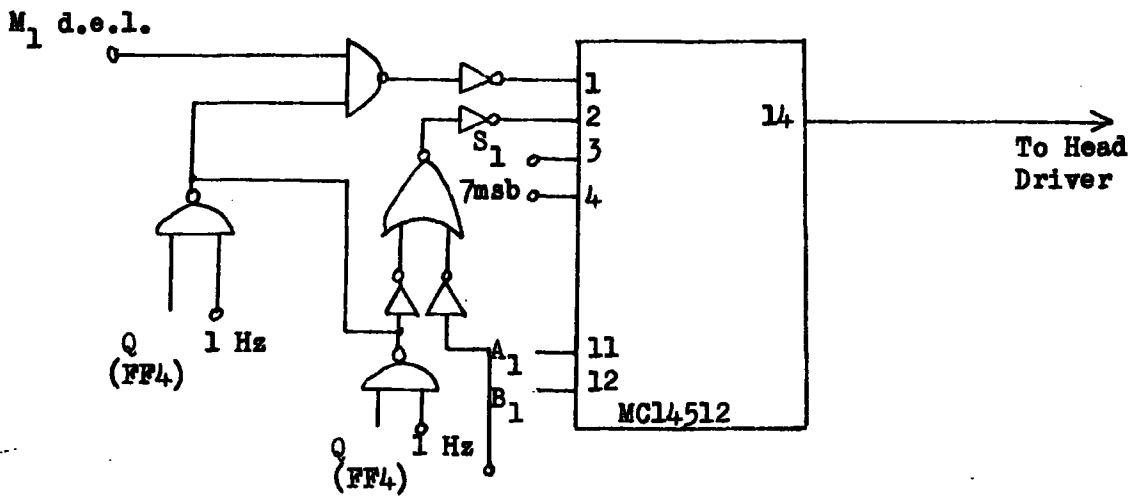 M1 d.e.l.
1
2
14
S1
3
To Head
Driver
7msb
4
1 Hz
Q
(FF4)
A1
11
12
B1
MC14512
1 Hz
Q
(FF4)